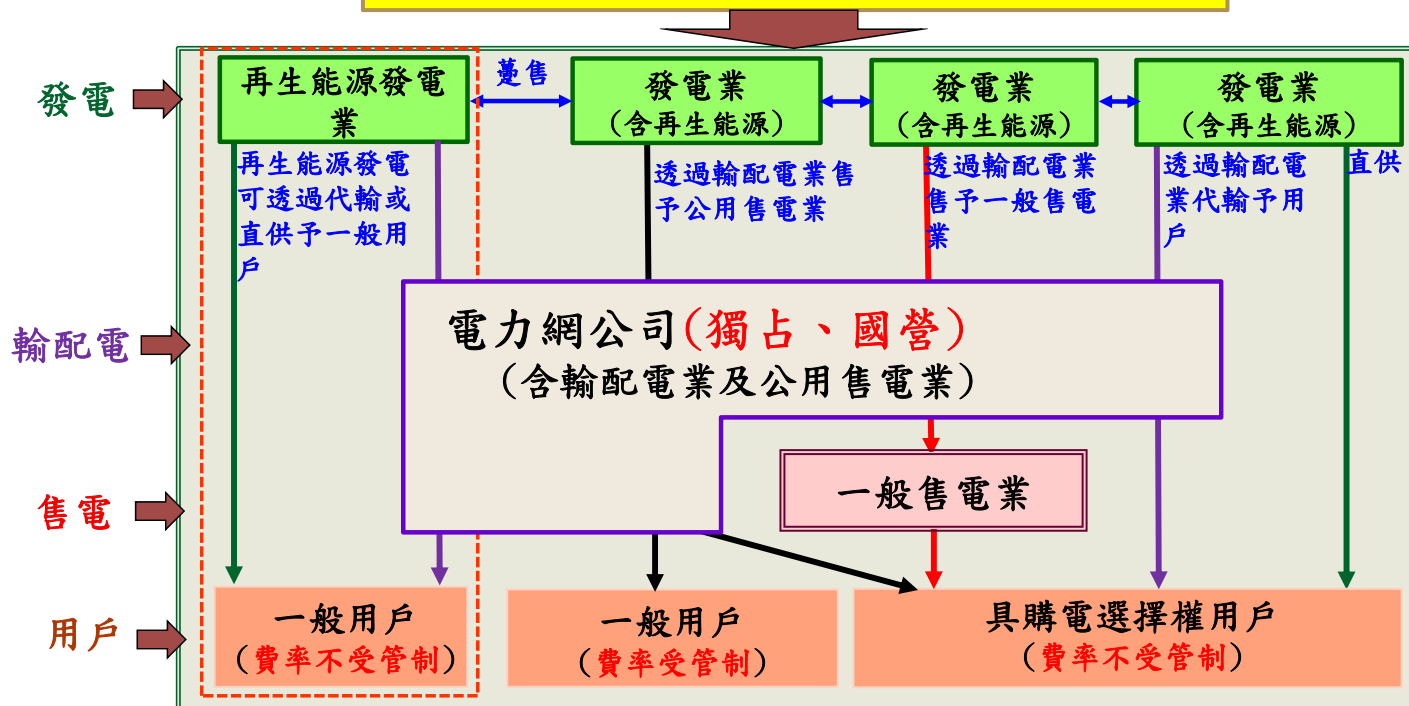 發電
再生能源發電
業
躉售
發電業
(含再生能源)
發電業
(含再生能源)
發電業
(含再生能源)
再生能源發電
可透過代輸或
直供予一般用
戶
透過輸配電業售
予公用售電業
透過輸配電業
售予一般售電
業
透過輸配電
業代輸予用
戶
直供
輸配電
電力網公司(獨占、國營)
(含輸配電業及公用售電業)
售電
一般售電業
用戶
一般用戶
(費率不受管制)
一般用戶
(費率受管制)
具購電選擇權用戶
(費率不受管制)